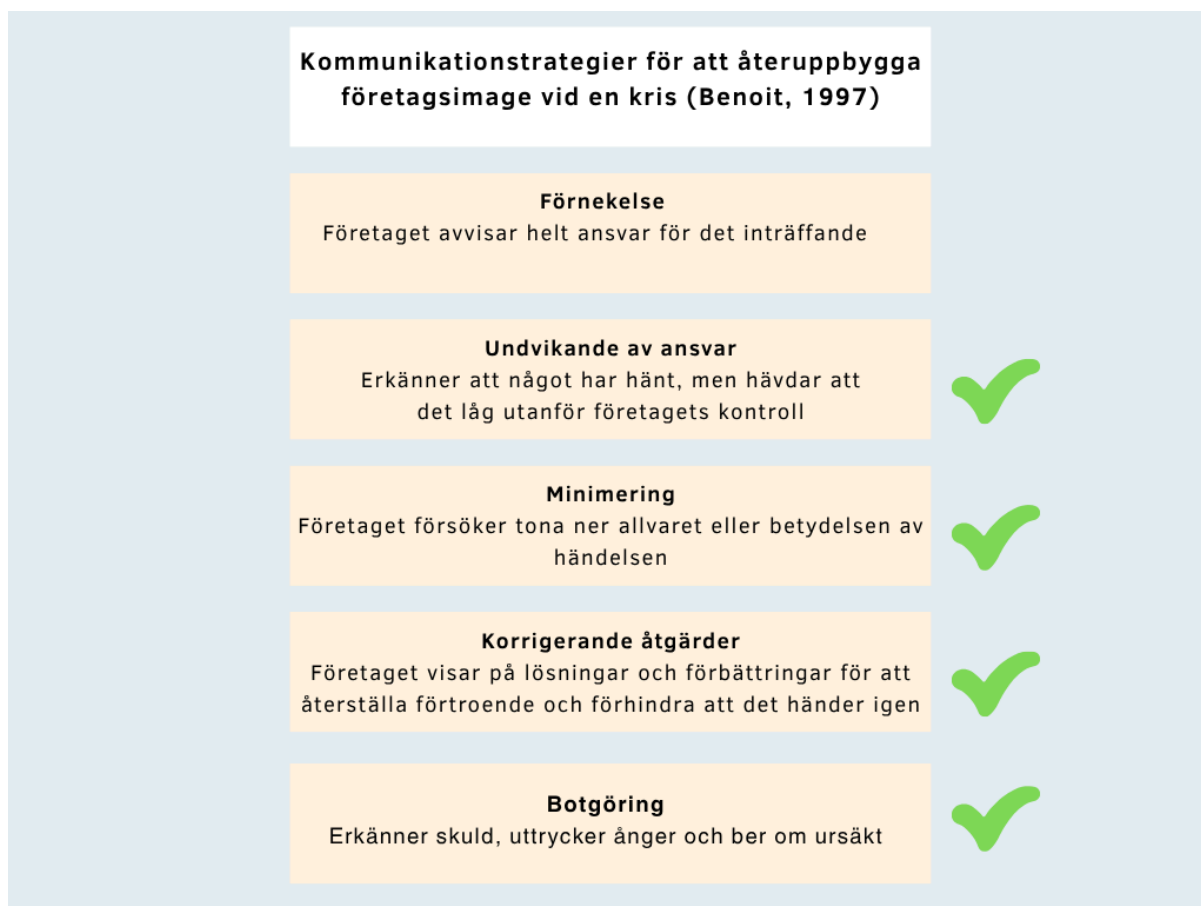 Kommunikationstrategier för att återuppbygga
företagsimage vid en kris (Benoit, 1997)
Förnekelse
Företaget avvisar helt ansvar för det inträffande
Undvikande av ansvar
Erkänner att något har hänt, men hävdar att
det låg utanför företagets kontroll
Minimering
Företaget försöker tona ner allvaret eller betydelsen av
händelsen
Korrigerande åtgärder
Företaget visar på lösningar och förbättringar för att
återställa förtroende och förhindra att det händer igen
Botgöring
Erkänner skuld, uttrycker ånger och ber om ursäkt